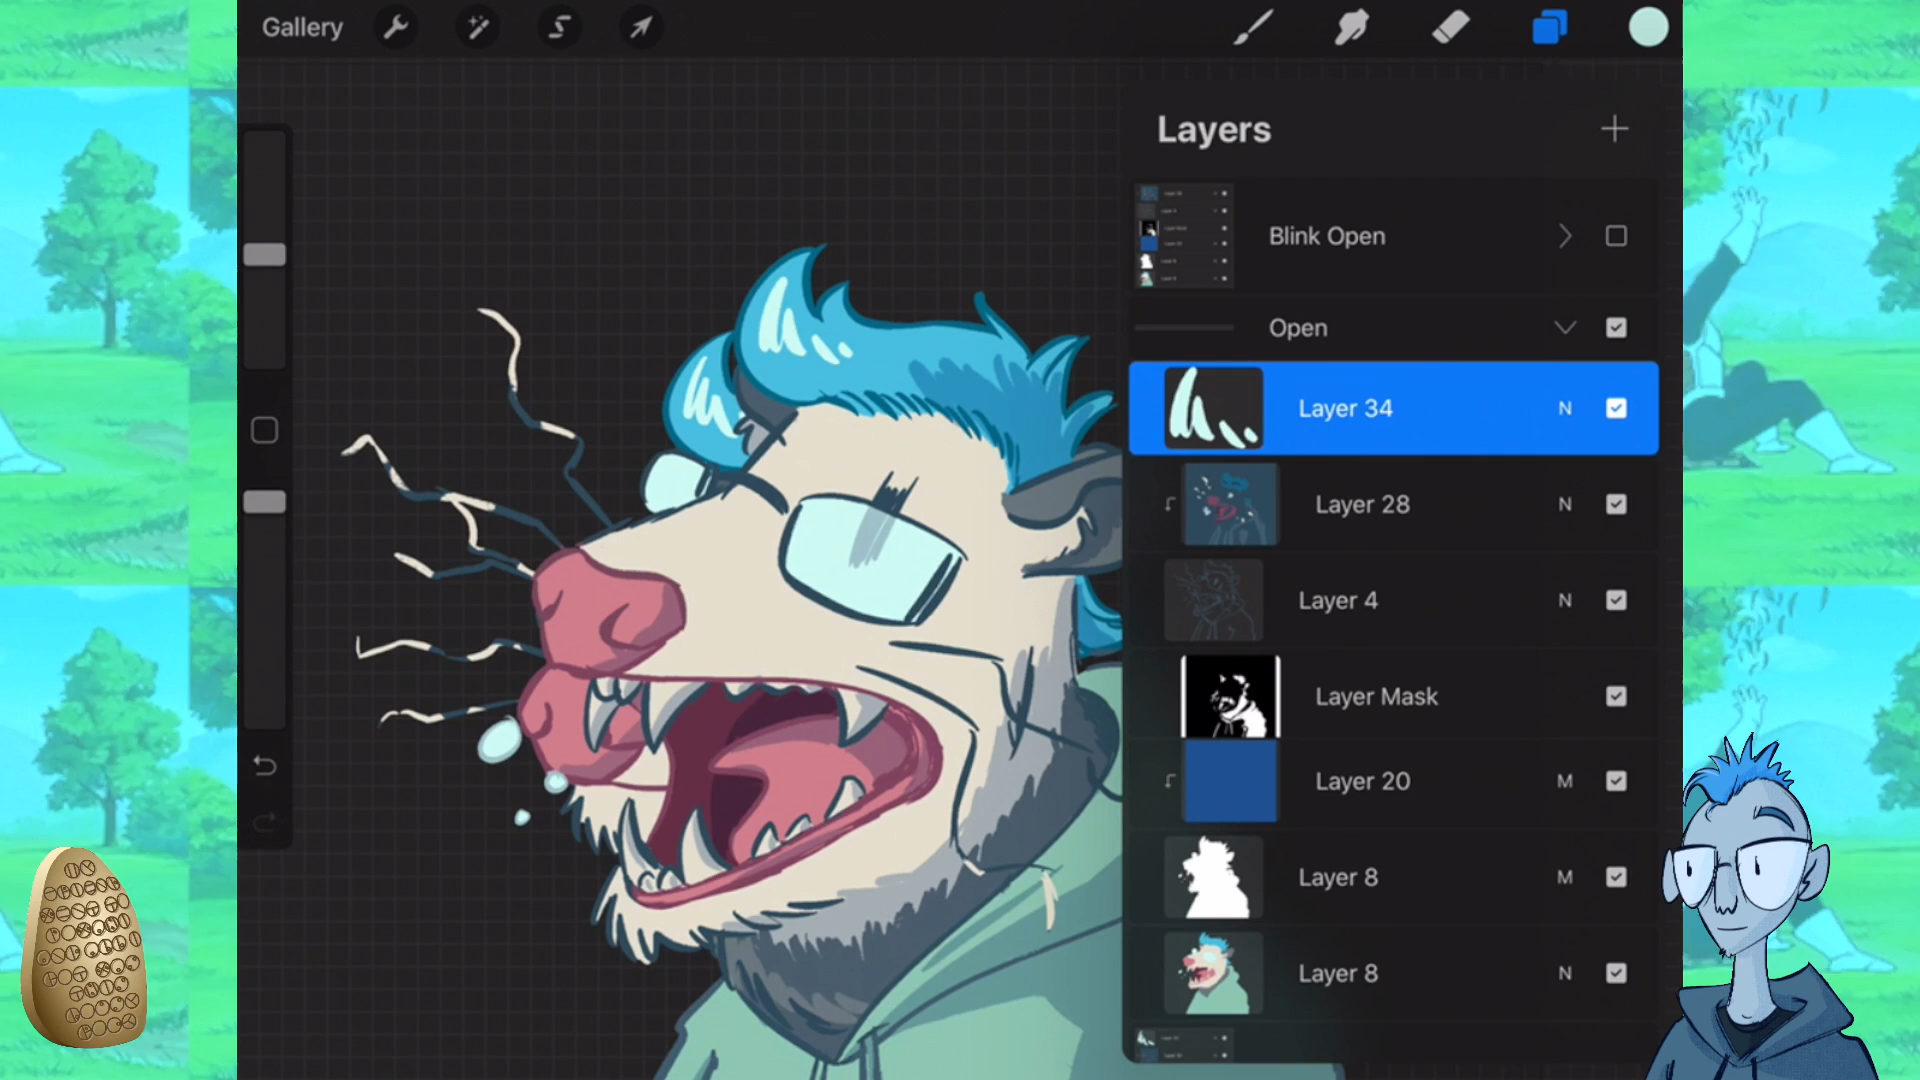 Gallery
Layers
Blink Open
Open
Layer 34 N
Layer 28 N
Layer 4 N
Layer Mask
Layer 20 M
Layer 8 M
Layer 8 N